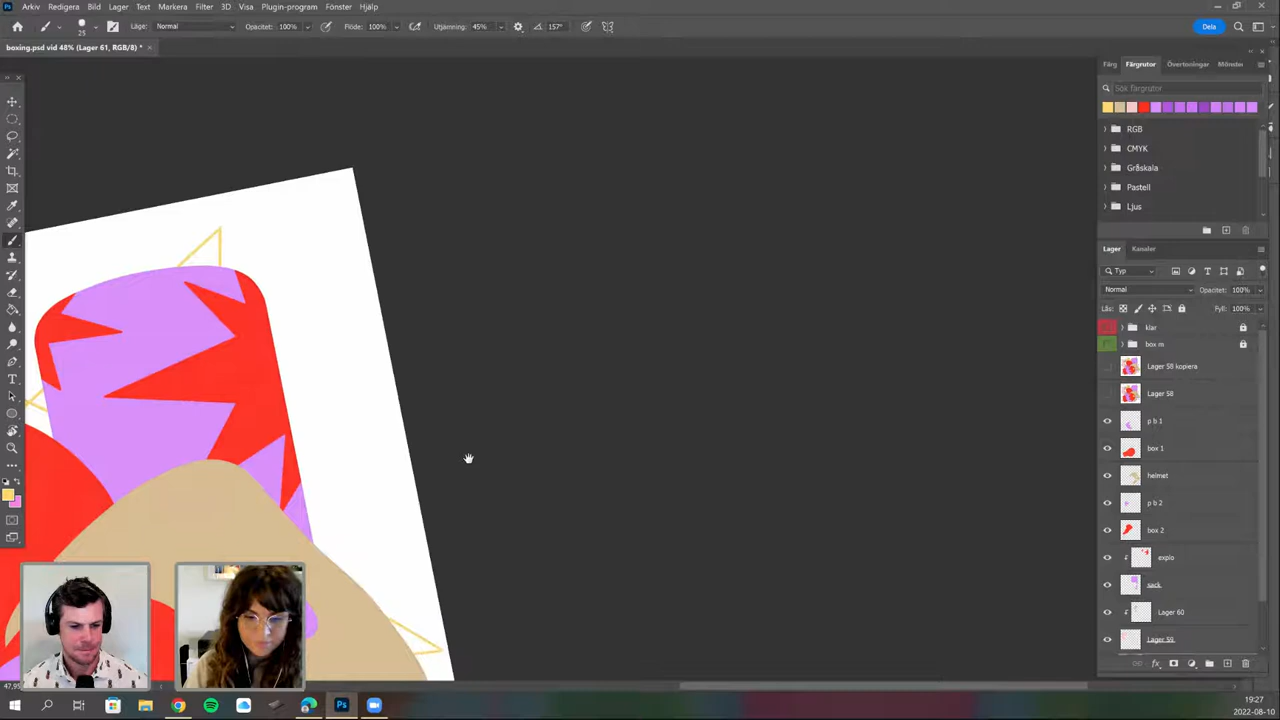 Arkiv Redigera Bild Lager Text Markera Filter 3D Visa Plugin-program Fönster Hjälp
25 Läge: Normal Opacitet: 100% Flöde: 100% Utjämning: 45% 157°
Dela
boxing.psd vid 48% (Lager 61, RGB/8) *
Färg Färgrutor Övertoningar Mönster
Sök färgrutor
RGB
CMYK
Gråskala
Pastell
Ljus
Lager Kanaler
Typ
Normal Opacitet: 100%
Lås: Fyll: 100%
klar
box m
Lager 58 kopiera
Lager 58
p b 1
box 1
helmet
p b 2
box 2
explo
sack
Lager 60
Lager 59
19:27
2022-08-10